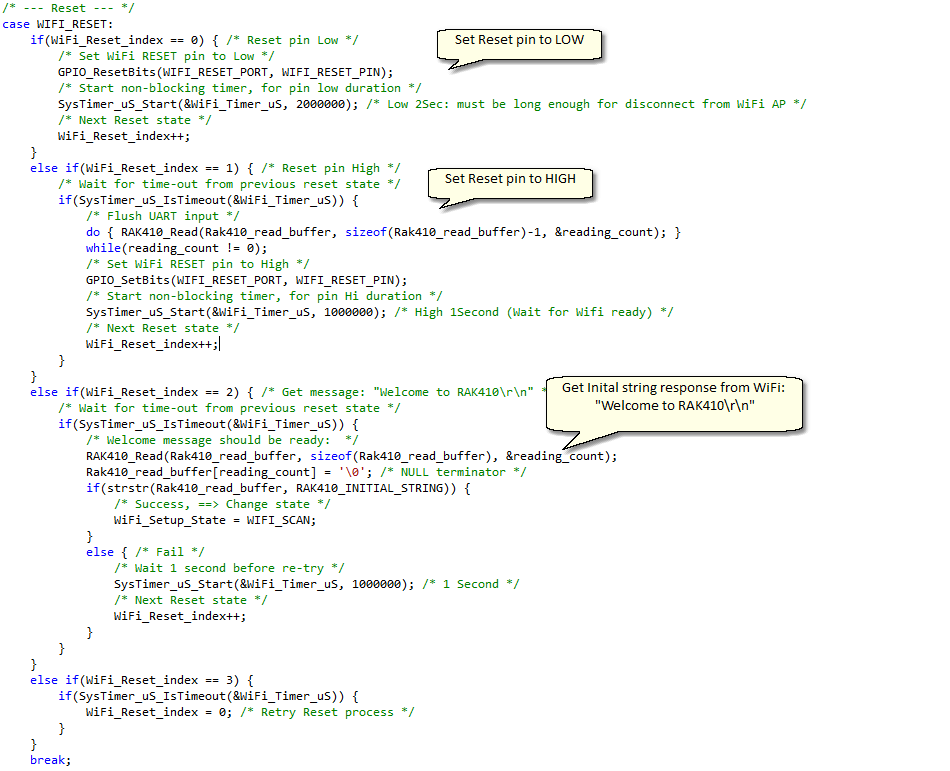 /* --- Reset --- */
case WIFI_RESET:
    if(WiFi_Reset_index == 0) { /* Reset pin Low */
Set Reset pin to LOW
        /* Set WiFi RESET pin to Low */
        GPIO_ResetBits(WIFI_RESET_PORT, WIFI_RESET_PIN);
        /* Start non-blocking timer, for pin low duration */
        SysTimer_uS_Start(&WiFi_Timer_uS, 2000000); /* Low 2Sec: must be long enough for disconnect from WiFi AP */
        /* Next Reset state */
        WiFi_Reset_index++;
    }
    else if(WiFi_Reset_index == 1) { /* Reset pin High */
Set Reset pin to HIGH
        /* Wait for time-out from previous reset state */
        if(SysTimer_uS_IsTimeout(&WiFi_Timer_uS)) {
            /* Flush UART input */
            do { RAK410_Read(Rak410_read_buffer, sizeof(Rak410_read_buffer)-1, &reading_count); }
            while(reading_count != 0);
            /* Set WiFi RESET pin to High */
            GPIO_SetBits(WIFI_RESET_PORT, WIFI_RESET_PIN);
            /* Start non-blocking timer, for pin Hi duration */
            SysTimer_uS_Start(&WiFi_Timer_uS, 1000000); /* High 1Second (Wait for Wifi ready) */
            /* Next Reset state */
            WiFi_Reset_index++;
        }
    }
    else if(WiFi_Reset_index == 2) { /* Get message: "Welcome to RAK410\r\n" *
Get Inital string response from WiFi:
"Welcome to RAK410\r\n"
        /* Wait for time-out from previous reset state */
        if(SysTimer_uS_IsTimeout(&WiFi_Timer_uS)) {
            /* Welcome message should be ready:  */
            RAK410_Read(Rak410_read_buffer, sizeof(Rak410_read_buffer), &reading_count);
            Rak410_read_buffer[reading_count] = '\0'; /* NULL terminator */
            if(strstr(Rak410_read_buffer, RAK410_INITIAL_STRING)) {
                /* Success, ==> Change state */
                WiFi_Setup_State = WIFI_SCAN;
            }
            else { /* Fail */
                /* Wait 1 second before re-try */
                SysTimer_uS_Start(&WiFi_Timer_uS, 1000000); /* 1 Second */
                /* Next Reset state */
                WiFi_Reset_index++;
            }
        }
    }
    else if(WiFi_Reset_index == 3) {
        if(SysTimer_uS_IsTimeout(&WiFi_Timer_uS)) {
            WiFi_Reset_index = 0; /* Retry Reset process */
        }
    }
    break;